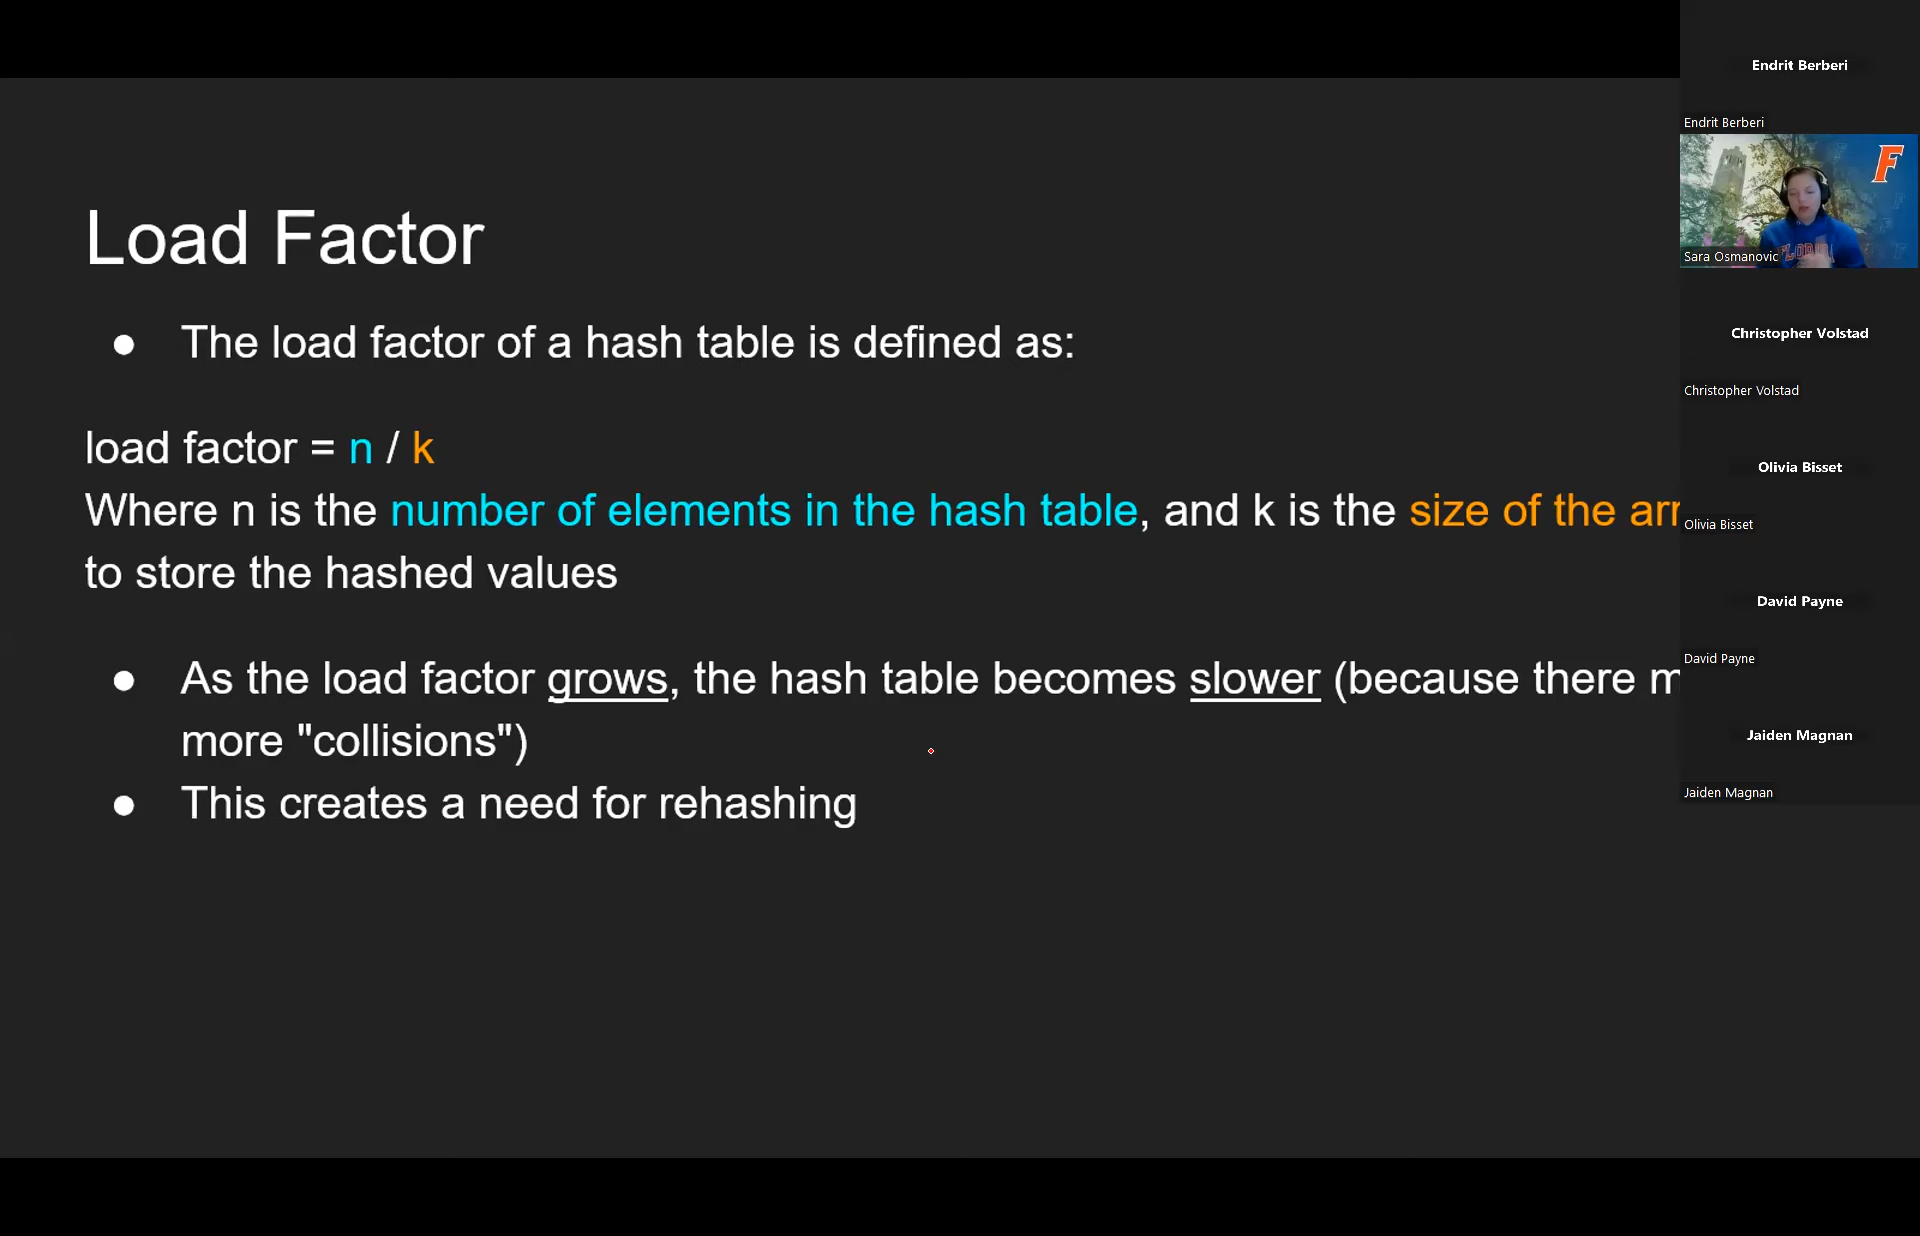 Load Factor
● The load factor of a hash table is defined as:
load factor = n / k
Where n is the number of elements in the hash table, and k is the size of the
to store the hashed values
● As the load factor grows, the hash table becomes slower (because there
more "collisions")
● This creates a need for rehashing
Endrit Berberi
Endrit Berberi
F
FLORIDA
Sara Osmanovic
Christopher Volstad
Christopher Volstad
Olivia Bisset
Olivia Bisset
David Payne
David Payne
Jaiden Magnan
Jaiden Magnan